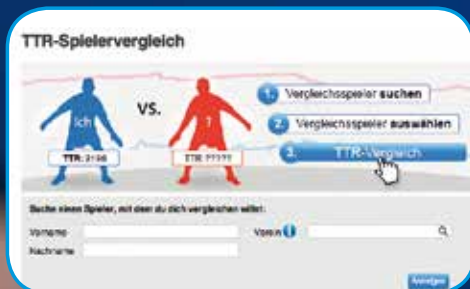 TTR-Spielervergleich
ich
VS.
?
TTR:
TTR ?????
1. Vergleichsspieler suchen
2. Vergleichsspieler auswählen
3. TTR-Vergleich
Suche einen Spieler, mit dem du dich vergleichen willst:
Vorname
Verein i
Nachname
Anzeigen